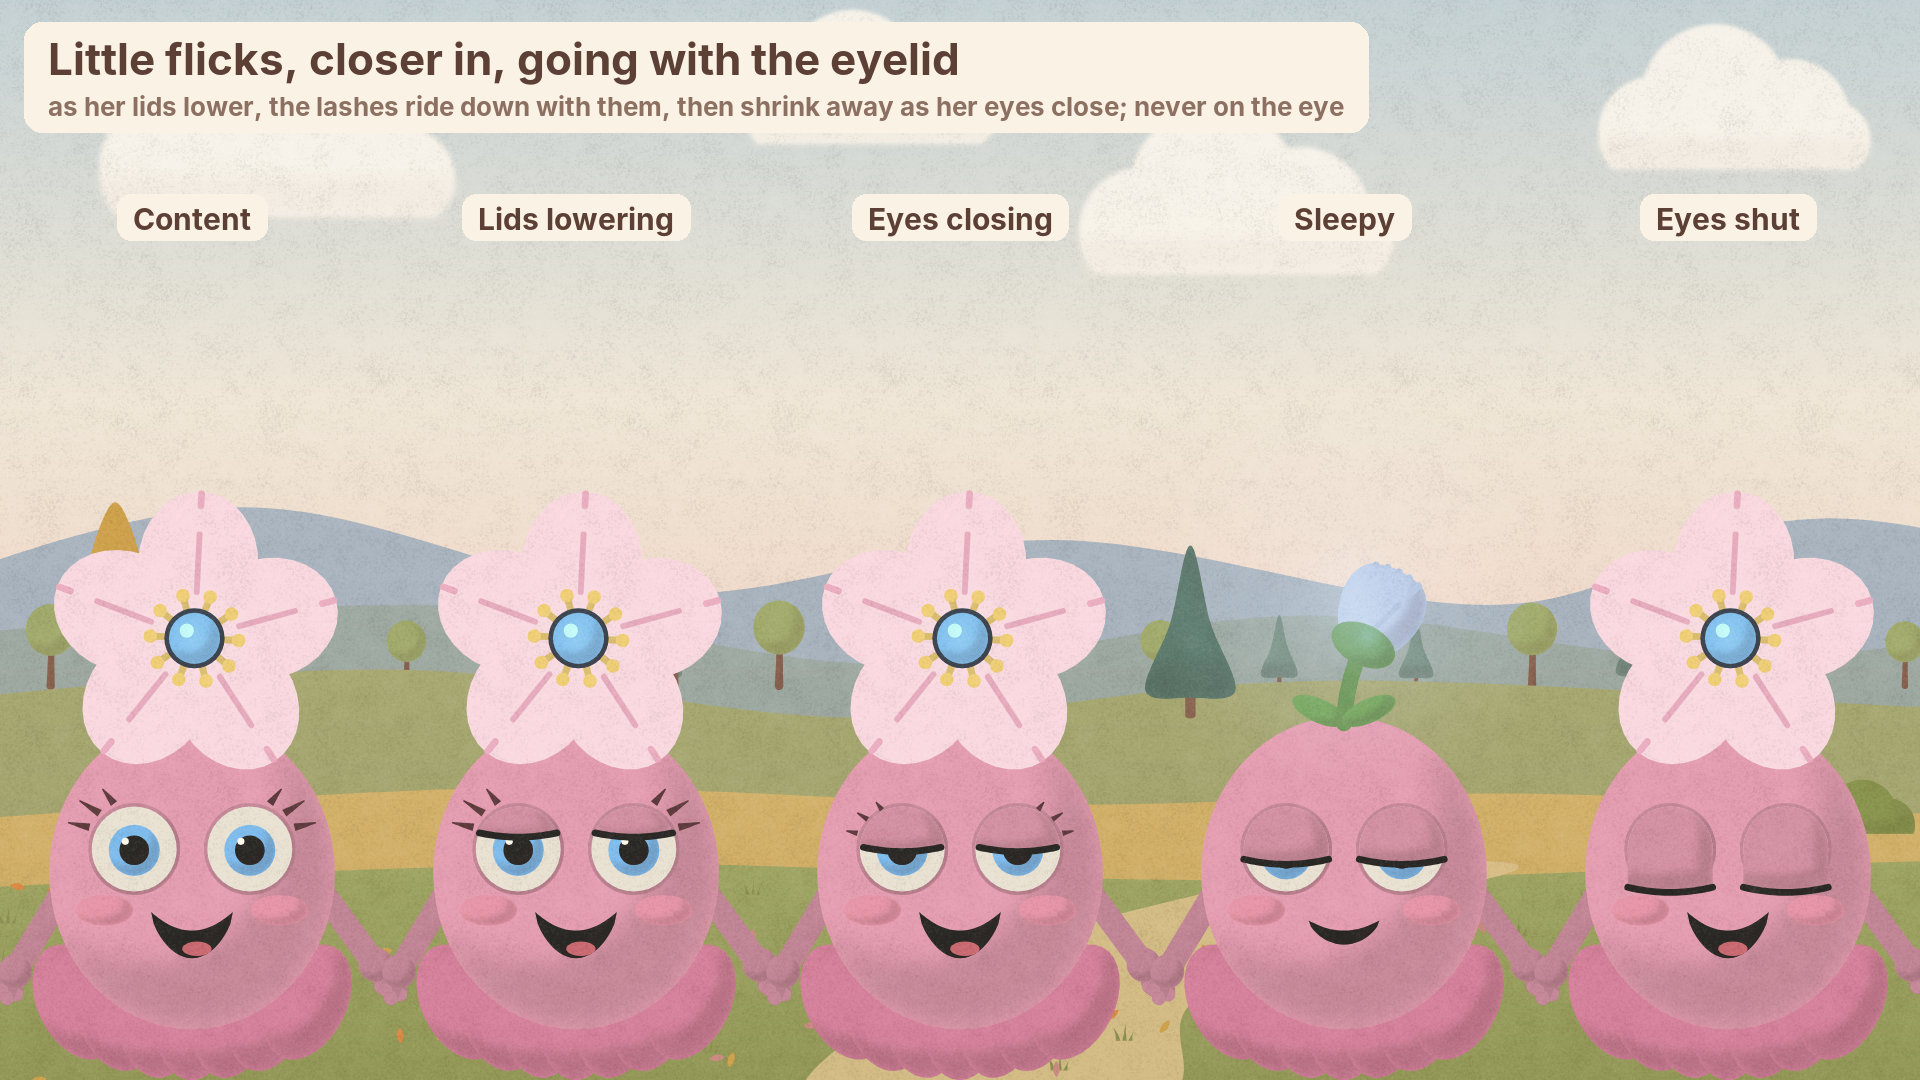 Little flicks, closer in, going with the eyelid
as her lids lower, the lashes ride down with them, then shrink away as her eyes close; never on the eye
Content
Lids lowering
Eyes closing
Sleepy
Eyes shut